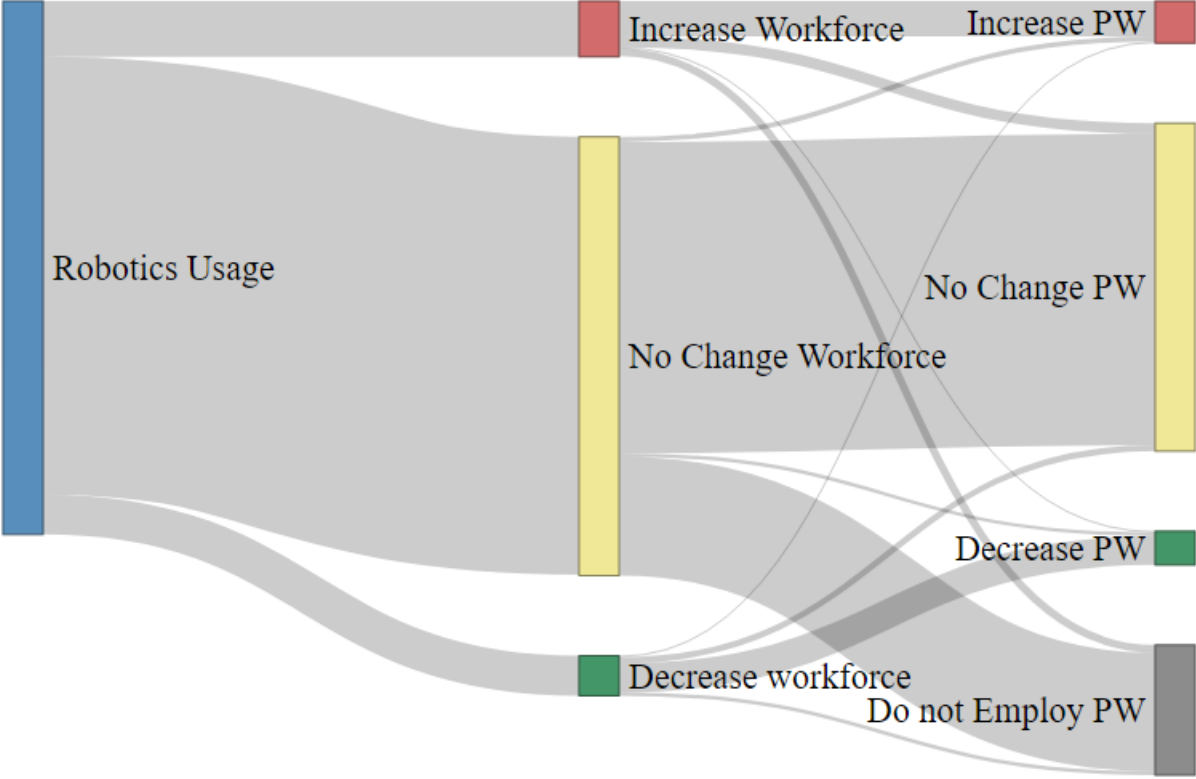 Increase Workforce
Increase PW
Robotics Usage
No Change PW
No Change Workforce
Decrease PW
Decrease workforce
Do not Employ PW